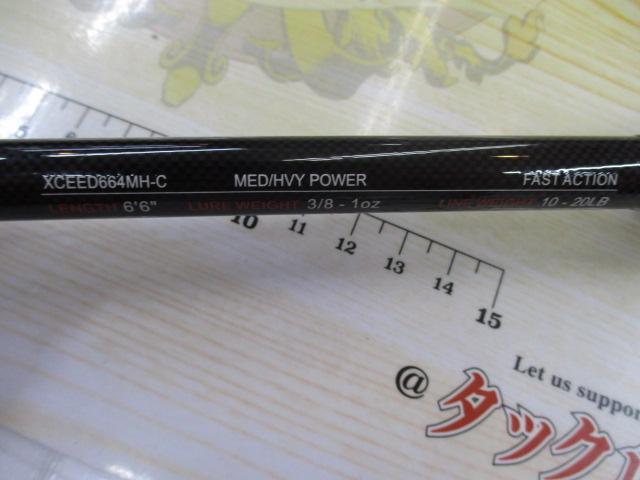 XCEED664MH-C MED/HVY POWER FAST ACTION
LENGTH 6'6" LURE WEIGHT 3/8 - 1oz LINE WEIGHT 10 - 20LB
10 11 12 13 14 15
Let us suppor
@タックル